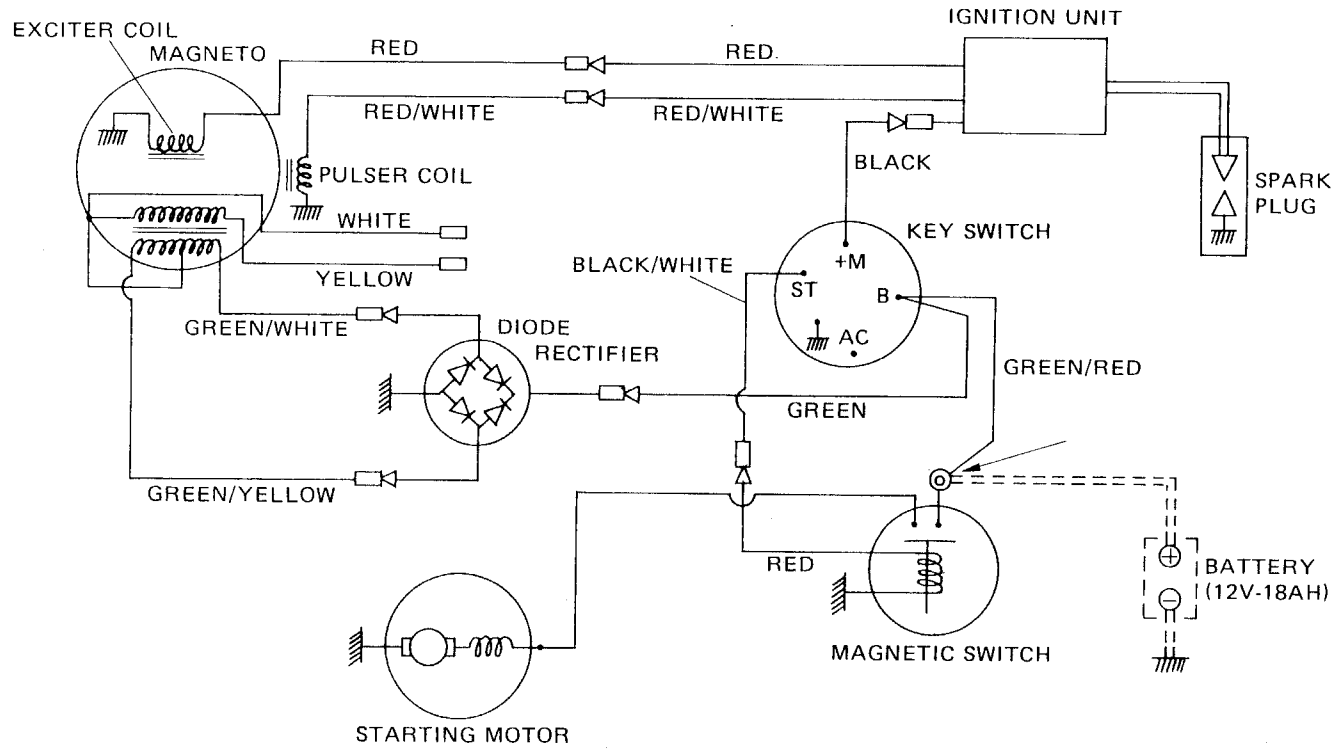 IGNITION UNIT
EXCITER COIL
MAGNETO
RED
RED.
RED/WHITE
RED/WHITE
BLACK
PULSER COIL
SPARK
PLUG
WHITE
KEY SWITCH
YELLOW
BLACK/WHITE
+M
ST
B
AC
GREEN/WHITE
DIODE
RECTIFIER
GREEN/RED
GREEN
GREEN/YELLOW
RED
BATTERY
(12V-18AH)
+
−
MAGNETIC SWITCH
STARTING MOTOR